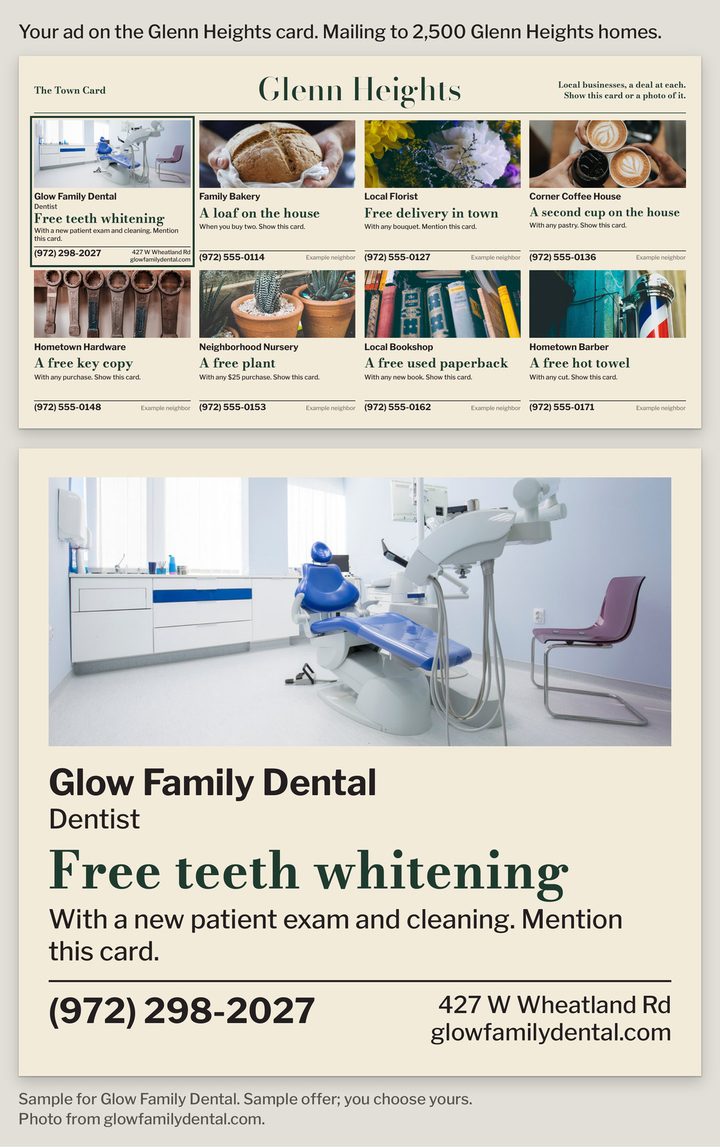 Your ad on the Glenn Heights card. Mailing to 2,500 Glenn Heights homes.
The Town Card
Glenn Heights
Local businesses, a deal at each.
Show this card or a photo of it.
Glow Family Dental
Dentist
Free teeth whitening
With a new patient exam and cleaning. Mention
this card.
(972) 298-2027
427 W Wheatland Rd
glowfamilydental.com
Family Bakery
A loaf on the house
When you buy two. Show this card.
(972) 555-0114
Example neighbor
Local Florist
Free delivery in town
With any bouquet. Mention this card.
(972) 555-0127
Example neighbor
Corner Coffee House
A second cup on the house
With any pastry. Show this card.
(972) 555-0136
Example neighbor
Hometown Hardware
A free key copy
With any purchase. Show this card.
(972) 555-0148
Example neighbor
Neighborhood Nursery
A free plant
With any $25 purchase. Show this card.
(972) 555-0153
Example neighbor
Local Bookshop
A free used paperback
With any new book. Show this card.
(972) 555-0162
Example neighbor
Hometown Barber
A free hot towel
With any cut. Show this card.
(972) 555-0171
Example neighbor
Glow Family Dental
Dentist
Free teeth whitening
With a new patient exam and cleaning. Mention
this card.
(972) 298-2027
427 W Wheatland Rd
glowfamilydental.com
Sample for Glow Family Dental. Sample offer; you choose yours.
Photo from glowfamilydental.com.